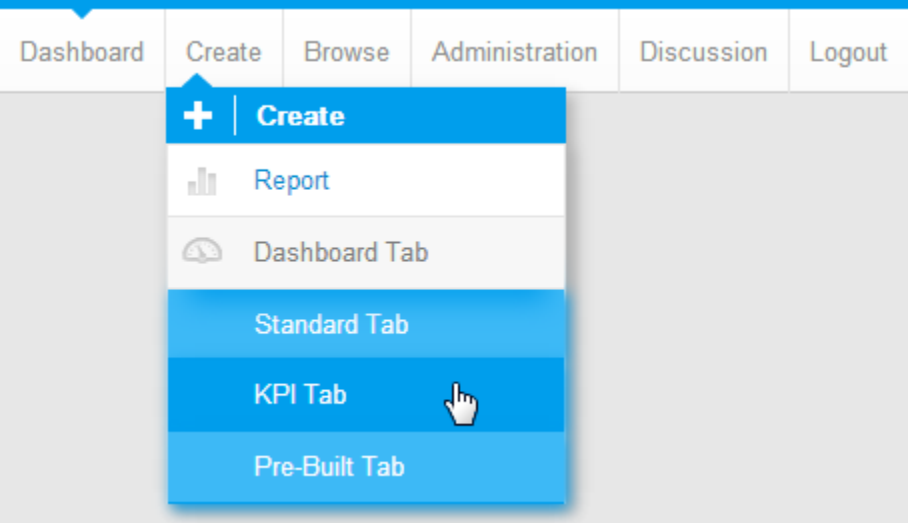 Dashboard Create Browse Administration Discussion Logout
Create
Report
Dashboard Tab
Standard Tab
KPI Tab
Pre-Built Tab